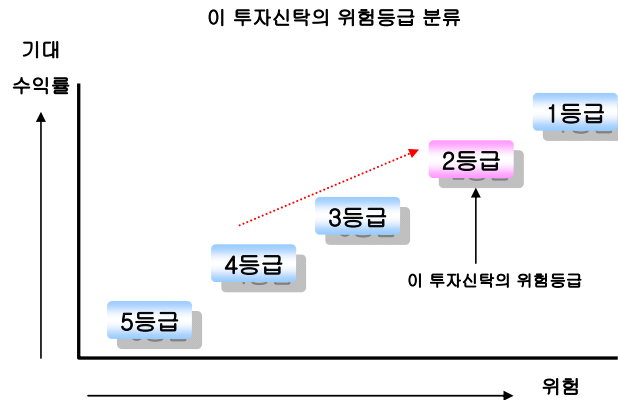 이 투자신탁의 위험등급 분류
기대
수익률
1등급
2등급
3등급
4등급
이 투자신탁의 위험등급
5등급
위험